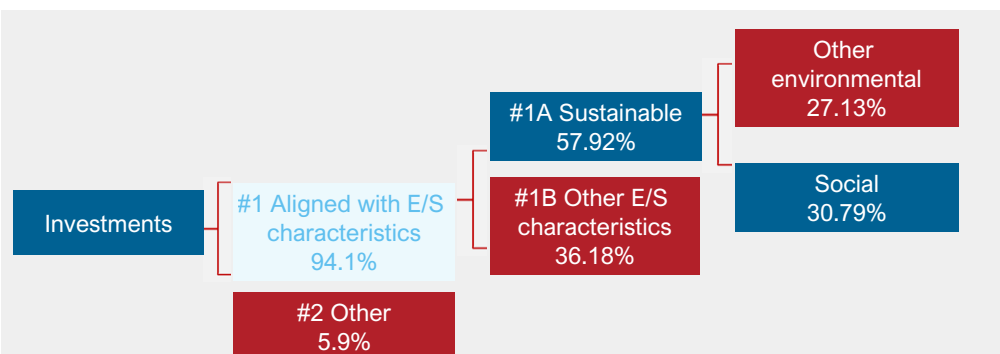 Investments
#1 Aligned with E/S
characteristics
94.1%
#2 Other
5.9%
#1A Sustainable
57.92%
#1B Other E/S
characteristics
36.18%
Other
environmental
27.13%
Social
30.79%